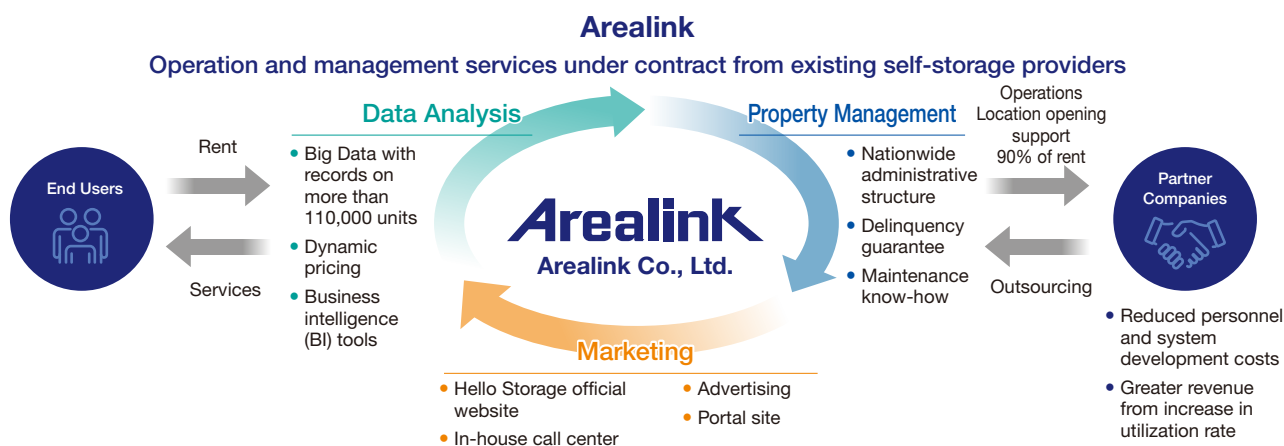 Arealink
Operation and management services under contract from existing self-storage providers
End Users
Rent
Services
Data Analysis
• Big Data with
records on
more than
110,000 units
• Dynamic
pricing
• Business
intelligence
(BI) tools
Arealink
Arealink Co., Ltd.
Property Management
• Nationwide
administrative
structure
• Delinquency
guarantee
• Maintenance
know-how
Marketing
• Hello Storage official
website
• In-house call center
• Advertising
• Portal site
Operations
Location opening
support
90% of rent
Outsourcing
Partner
Companies
• Reduced personnel
and system
development costs
• Greater revenue
from increase in
utilization rate